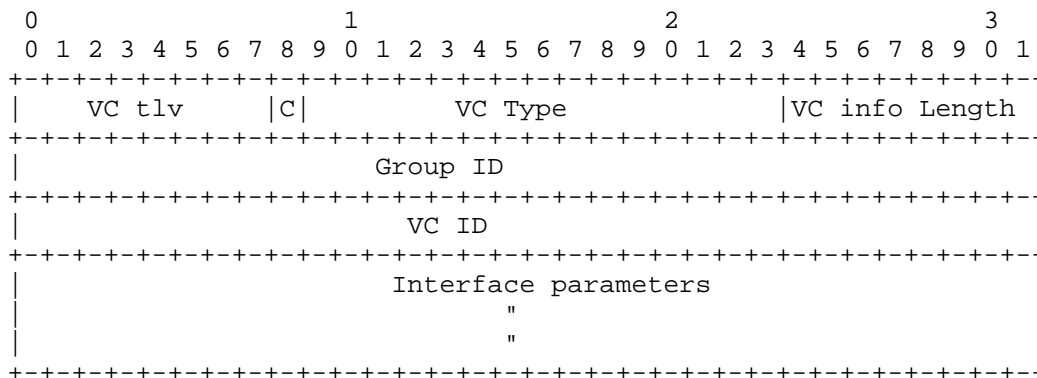 0                   1                   2                   3
 0 1 2 3 4 5 6 7 8 9 0 1 2 3 4 5 6 7 8 9 0 1 2 3 4 5 6 7 8 9 0 1
+-+-+-+-+-+-+-+-+-+-+-+-+-+-+-+-+-+-+-+-+-+-+-+-+-+-+-+-+-+-+-+--
|    VC tlv     |C|         VC Type             |VC info Length
+-+-+-+-+-+-+-+-+-+-+-+-+-+-+-+-+-+-+-+-+-+-+-+-+-+-+-+-+-+-+-+--
|                      Group ID
+-+-+-+-+-+-+-+-+-+-+-+-+-+-+-+-+-+-+-+-+-+-+-+-+-+-+-+-+-+-+-+--
|                        VC ID
+-+-+-+-+-+-+-+-+-+-+-+-+-+-+-+-+-+-+-+-+-+-+-+-+-+-+-+-+-+-+-+--
|                       Interface parameters
|                              "
|                              "
+-+-+-+-+-+-+-+-+-+-+-+-+-+-+-+-+-+-+-+-+-+-+-+-+-+-+-+-+-+-+-+--